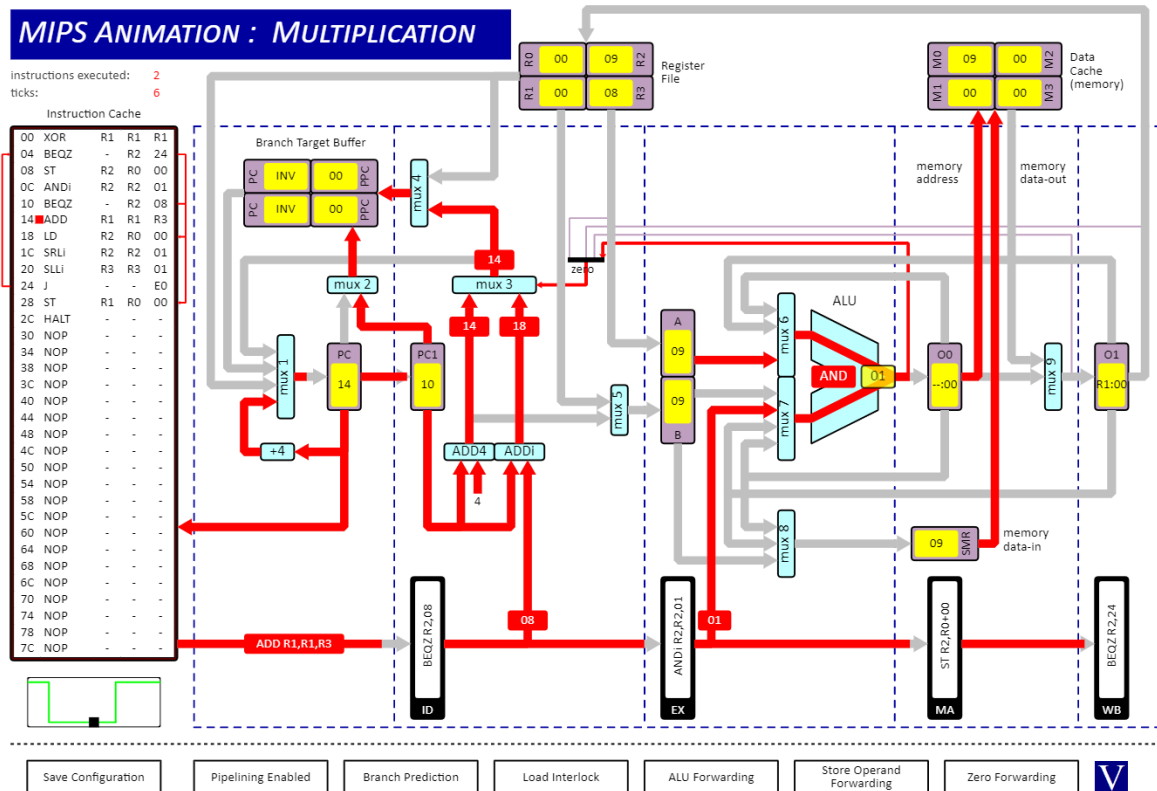 MIPS ANIMATION : MULTIPLICATION
instructions executed: 2
ticks: 6
Instruction Cache
00 XOR R1 R1 R1
04 BEQZ - R2 24
08 ST R2 R0 00
0C ANDi R2 R2 01
10 BEQZ - R2 08
14 ADD R1 R1 R3
18 LD R2 R0 00
1C SRLi R2 R2 01
20 SLLi R3 R3 01
24 J - - E0
28 ST R1 R0 00
2C HALT - - -
30 NOP - - -
34 NOP - - -
38 NOP - - -
3C NOP - - -
40 NOP - - -
44 NOP - - -
48 NOP - - -
4C NOP - - -
50 NOP - - -
54 NOP - - -
58 NOP - - -
5C NOP - - -
60 NOP - - -
64 NOP - - -
68 NOP - - -
6C NOP - - -
70 NOP - - -
74 NOP - - -
78 NOP - - -
7C NOP - - -
R0 00 09 R2
R1 00 08 R3
Register
File
M0 09 00 M2
M1 00 00 M3
Data
Cache
(memory)
Branch Target Buffer
PC INV 00 PPC
PC INV 00 PPC
mux 4
memory
address
memory
data-out
14
zero
mux 2
mux 3
14
18
mux 1
PC
14
PC1
10
+4
ADD4
ADDi
4
mux 5
A
09
09
B
mux 6
mux 7
ALU
AND
01
O0
--:00
mux 9
O1
R1:00
mux 8
09
SMR
memory
data-in
ADD R1,R1,R3
BEQZ R2,08
ID
08
ANDi R2,R2,01
EX
01
ST R2,R0+00
MA
BEQZ R2,24
WB
Save Configuration
Pipelining Enabled
Branch Prediction
Load Interlock
ALU Forwarding
Store Operand
Forwarding
Zero Forwarding
V